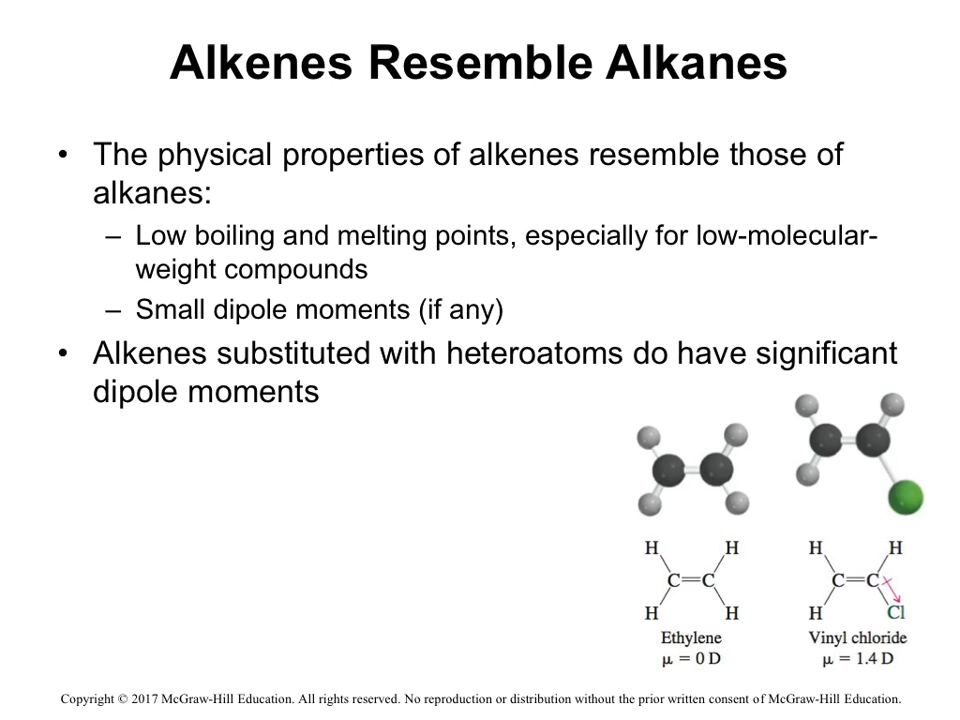 Alkenes Resemble Alkanes
• The physical properties of alkenes resemble those of
alkanes:
– Low boiling and melting points, especially for low-molecular-
weight compounds
– Small dipole moments (if any)
• Alkenes substituted with heteroatoms do have significant
dipole moments
H H
C=C
H H
Ethylene
μ = 0 D
H H
C=C
H Cl
Vinyl chloride
μ = 1.4 D
Copyright © 2017 McGraw-Hill Education. All rights reserved. No reproduction or distribution without the prior written consent of McGraw-Hill Education.